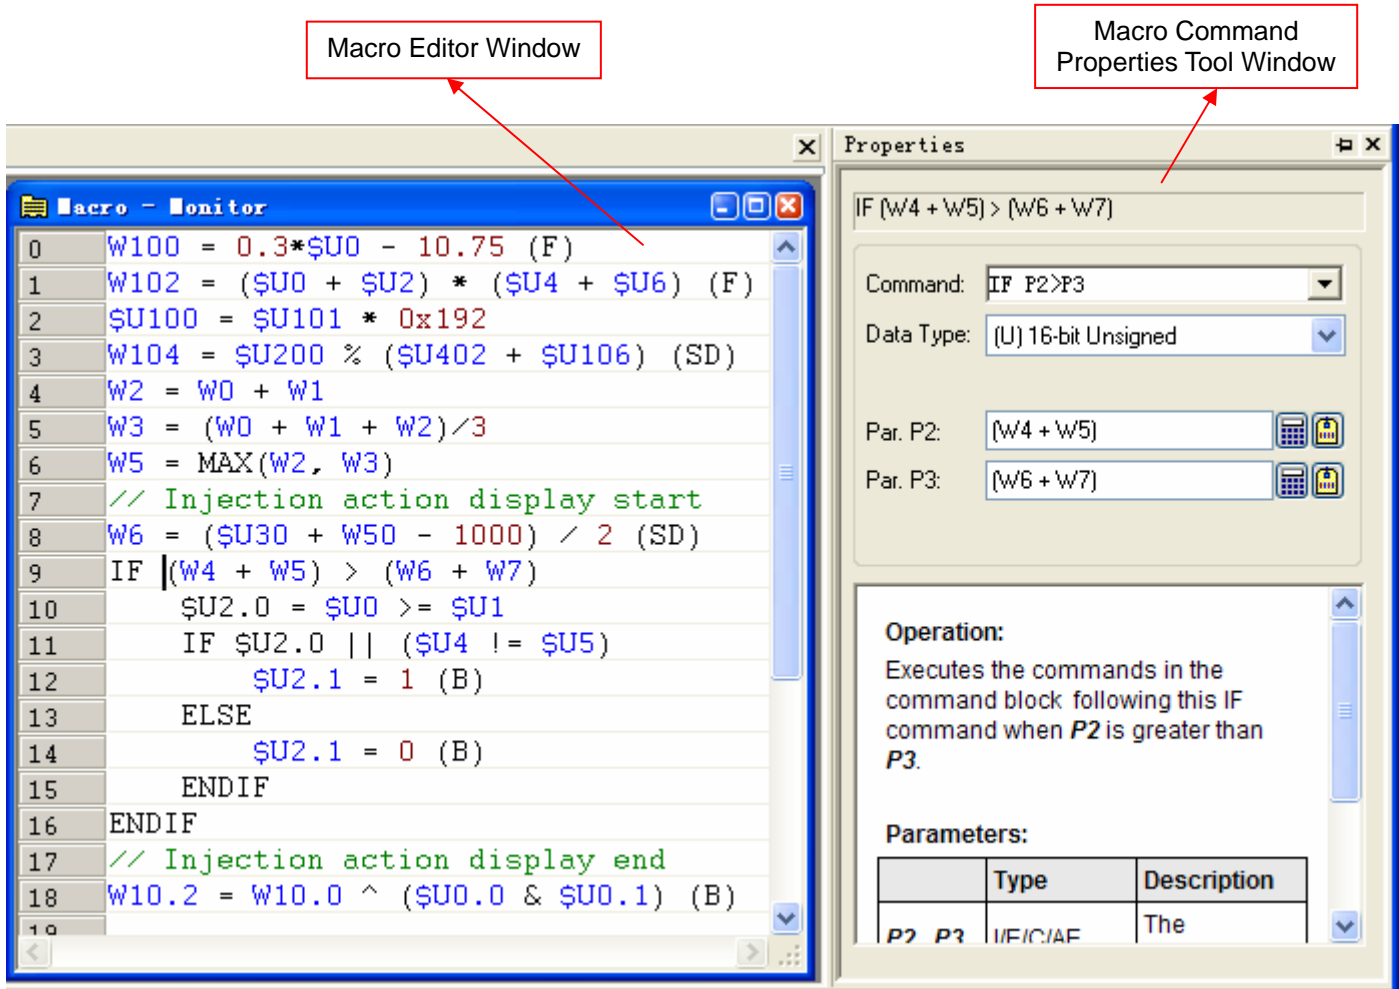 Macro Editor Window
Macro Command
Properties Tool Window
Properties
Macro - Monitor
IF (W4 + W5) > (W6 + W7)
0 W100 = 0.3*$U0 - 10.75 (F)
1 W102 = ($U0 + $U2) * ($U4 + $U6) (F)
2 $U100 = $U101 * 0x192
3 W104 = $U200 % ($U402 + $U106) (SD)
4 W2 = W0 + W1
5 W3 = (W0 + W1 + W2)/3
6 W5 = MAX(W2, W3)
7 // Injection action display start
8 W6 = ($U30 + W50 - 1000) / 2 (SD)
9 IF (W4 + W5) > (W6 + W7)
10 $U2.0 = $U0 >= $U1
11 IF $U2.0 || ($U4 != $U5)
12 $U2.1 = 1 (B)
13 ELSE
14 $U2.1 = 0 (B)
15 ENDIF
16 ENDIF
17 // Injection action display end
18 W10.2 = W10.0 ^ ($U0.0 & $U0.1) (B)
19
Command: IF P2>P3
Data Type: (U) 16-bit Unsigned
Par. P2: (W4 + W5)
Par. P3: (W6 + W7)
Operation:
Executes the commands in the
command block following this IF
command when P2 is greater than
P3.
Parameters:
Type Description
P2 P3 The